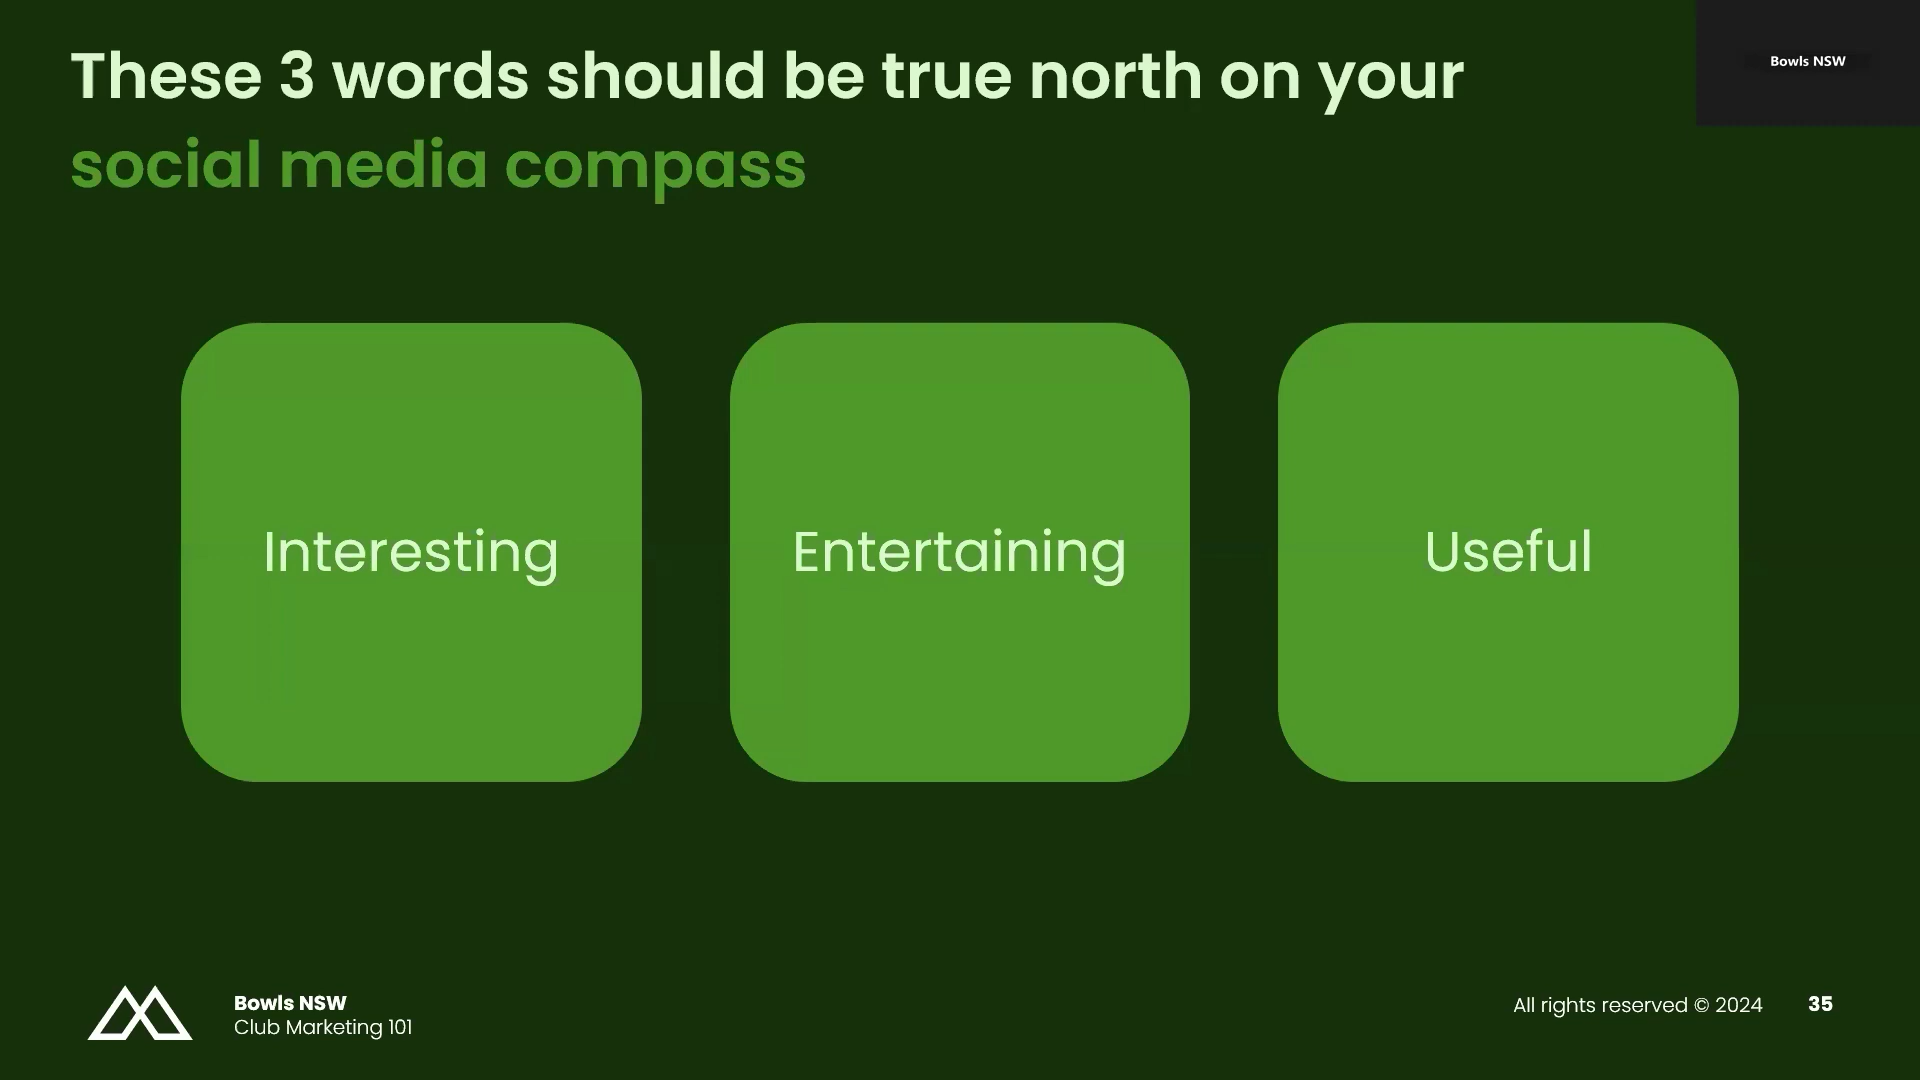 These 3 words should be true north on your
social media compass
Bowls NSW
Interesting
Entertaining
Useful
Bowls NSW
Club Marketing 101
All rights reserved © 2024
35